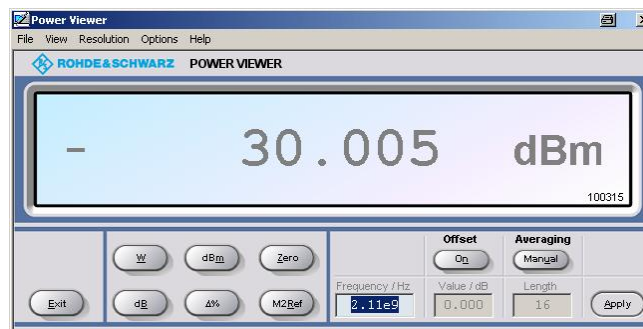 Power Viewer
File View Resolution Options Help
ROHDE&SCHWARZ POWER VIEWER
- 30.005 dBm
100315
Offset Averaging
W dBm Zero On Manual
Frequency / Hz Value / dB Length
Exit dB Δ% M2Ref 2.11e9 0.000 16 Apply